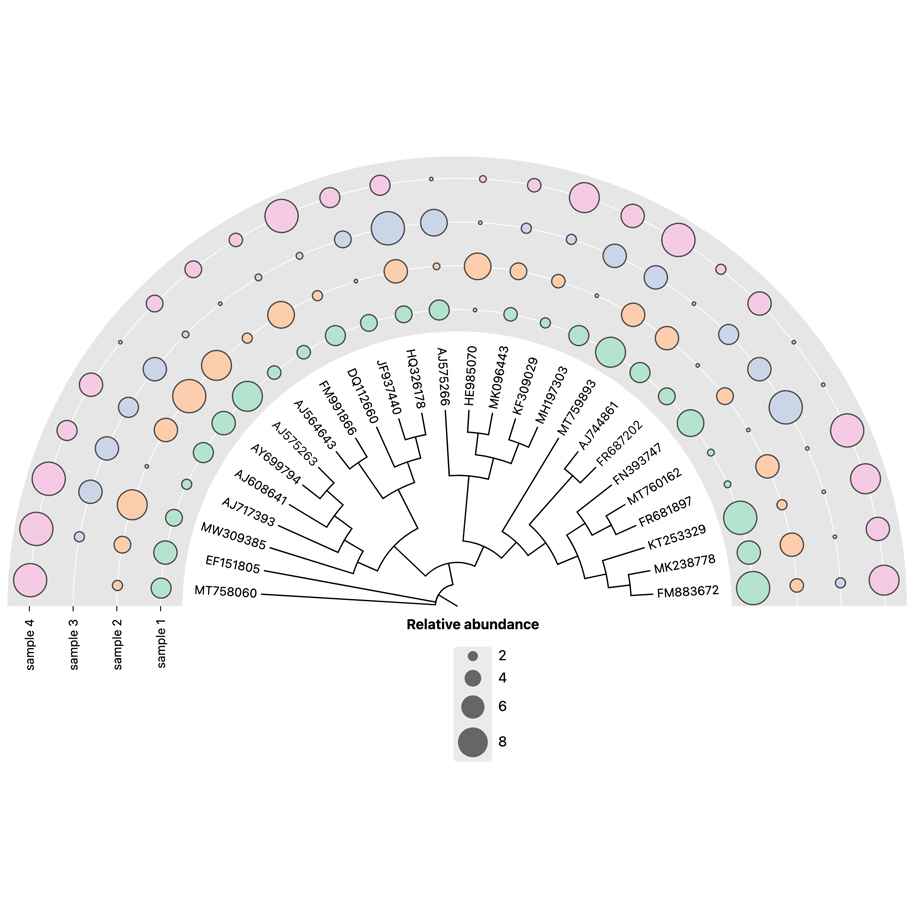 MT758060
EF151805
MW309385
AJ717393
AJ608641
AY699794
AJ575263
AJ564643
FM991866
DQ112660
JF937440
HQ326178
AJ575266
HE985070
MK096443
KF309029
MH197303
MT759893
AJ744861
FR687202
FN393747
MT760162
FR681897
KT253329
MK238778
FM883672
sample 4
sample 3
sample 2
sample 1
Relative abundance
2
4
6
8